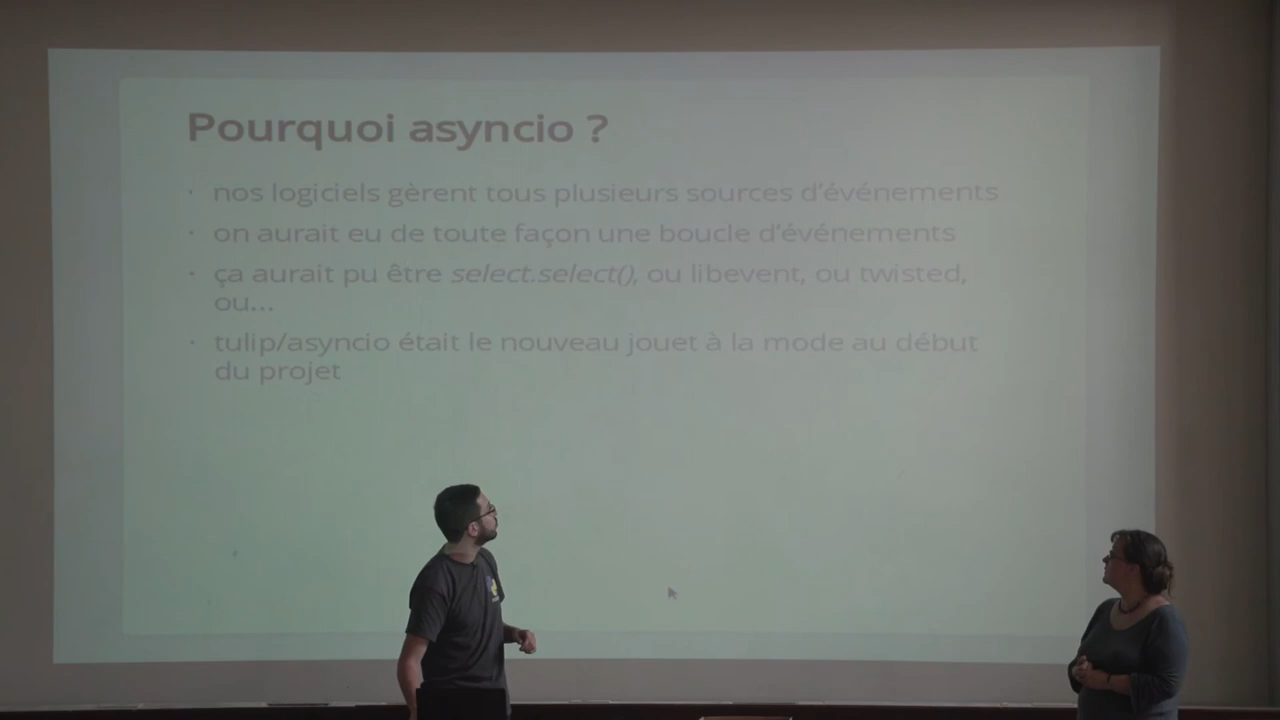 Pourquoi asyncio ?
· nos logiciels gèrent tous plusieurs sources d'événements
· on aurait eu de toute façon une boucle d'événements
· ça aurait pu être select.select(), ou libevent, ou twisted,
ou...
· tulip/asyncio était le nouveau jouet à la mode au début
du projet